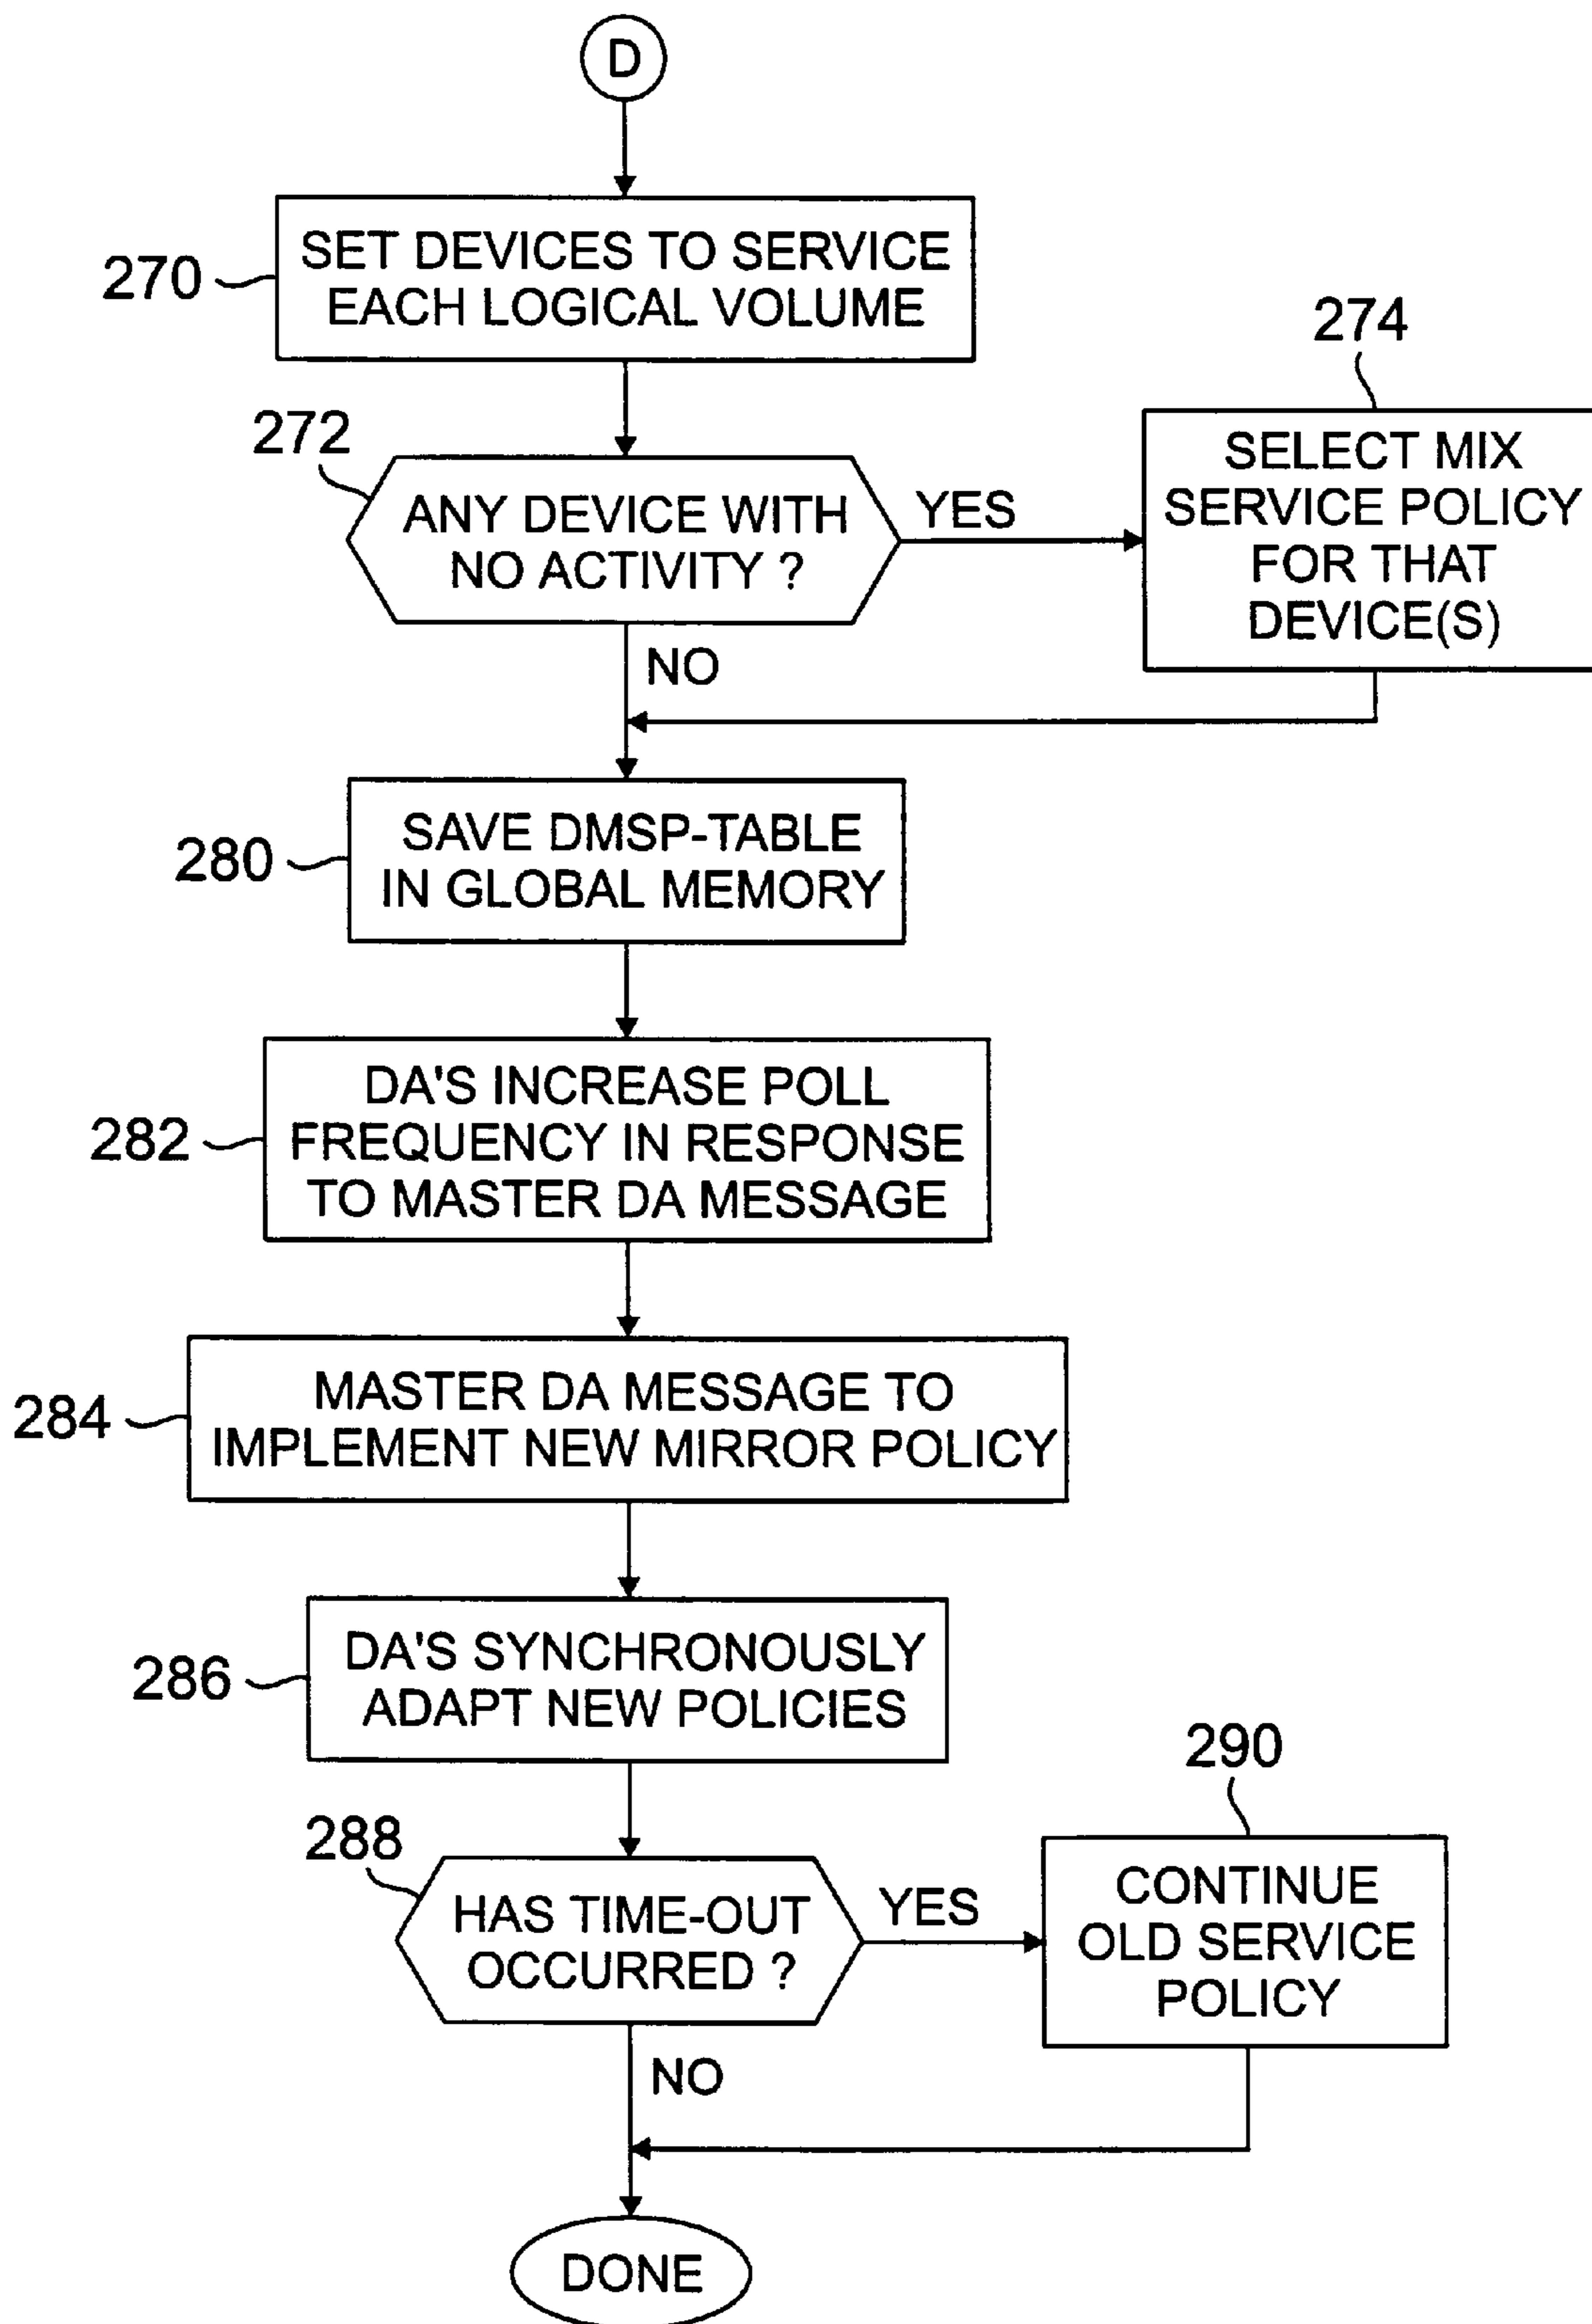 D
270
SET DEVICES TO SERVICE
EACH LOGICAL VOLUME
272
ANY DEVICE WITH
NO ACTIVITY ?
YES
274
SELECT MIX
SERVICE POLICY
FOR THAT
DEVICE(S)
NO
280
SAVE DMSP-TABLE
IN GLOBAL MEMORY
282
DA'S INCREASE POLL
FREQUENCY IN RESPONSE
TO MASTER DA MESSAGE
284
MASTER DA MESSAGE TO
IMPLEMENT NEW MIRROR POLICY
286
DA'S SYNCHRONOUSLY
ADAPT NEW POLICIES
288
HAS TIME-OUT
OCCURRED ?
YES
290
CONTINUE
OLD SERVICE
POLICY
NO
DONE